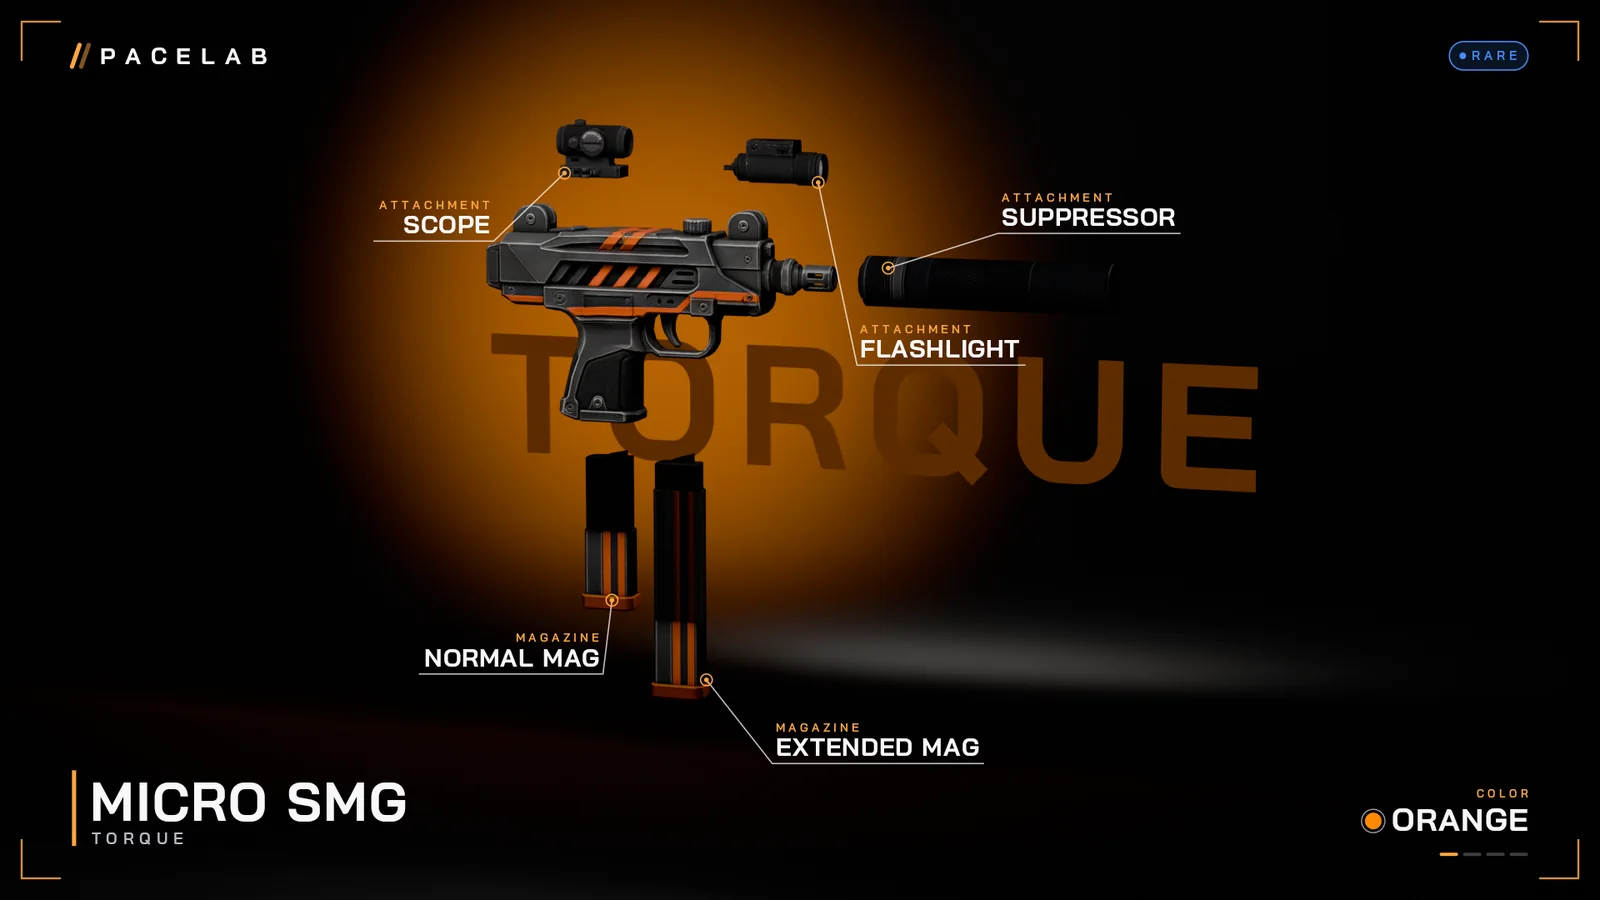 PACELAB
RARE
ATTACHMENT
SCOPE
ATTACHMENT
SUPPRESSOR
ATTACHMENT
FLASHLIGHT
TORQUE
MAGAZINE
NORMAL MAG
MAGAZINE
EXTENDED MAG
MICRO SMG
TORQUE
COLOR
ORANGE